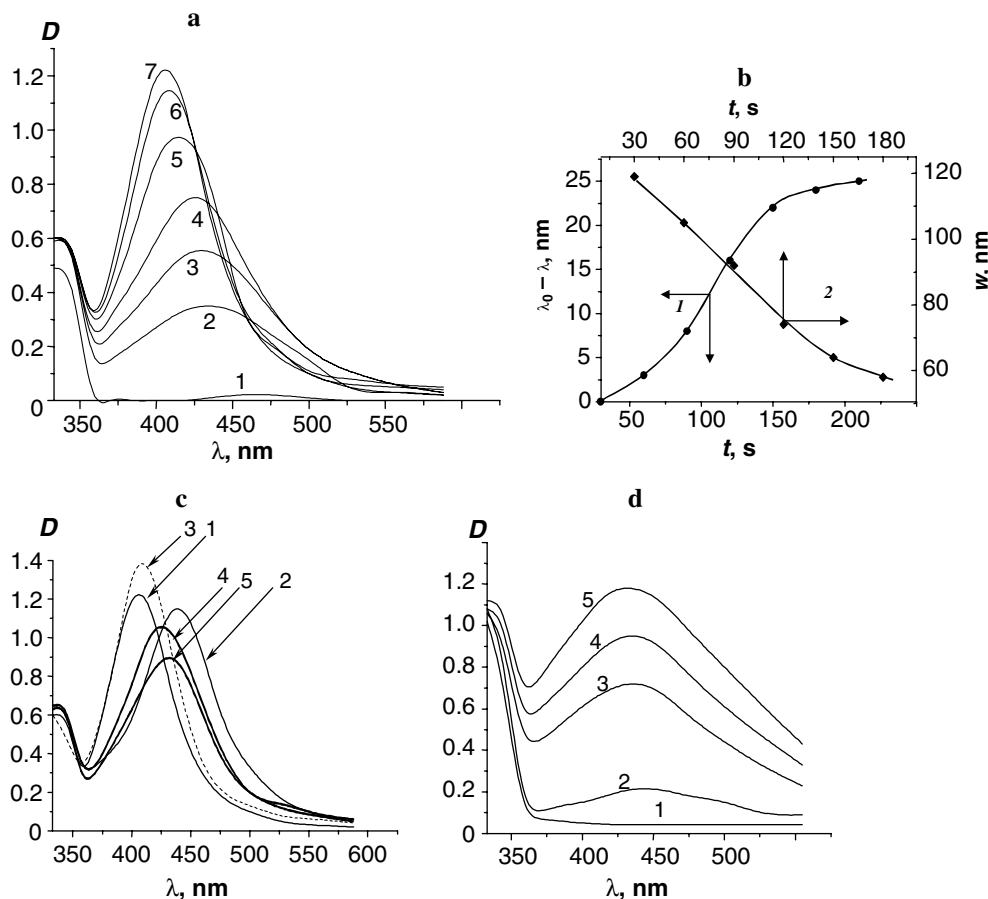 a
D
1.2
1.0
0.8
0.6
0.4
0.2
0
7
6
5
4
3
2
1
350 400 450 500 550
λ, nm
b
t, s
30 60 90 120 150 180
25
20
15
10
5
0
λ0 – λ, nm
120
100
80
60
w, nm
1
2
50 100 150 200
t, s
c
D
1.4
1.2
1.0
0.8
0.6
0.4
0.2
0
3 1
4 5 2
350 400 450 500 550 600
λ, nm
d
D
1.2
1.0
0.8
0.6
0.4
0.2
0
5
4
3
2
1
350 400 450 500
λ, nm